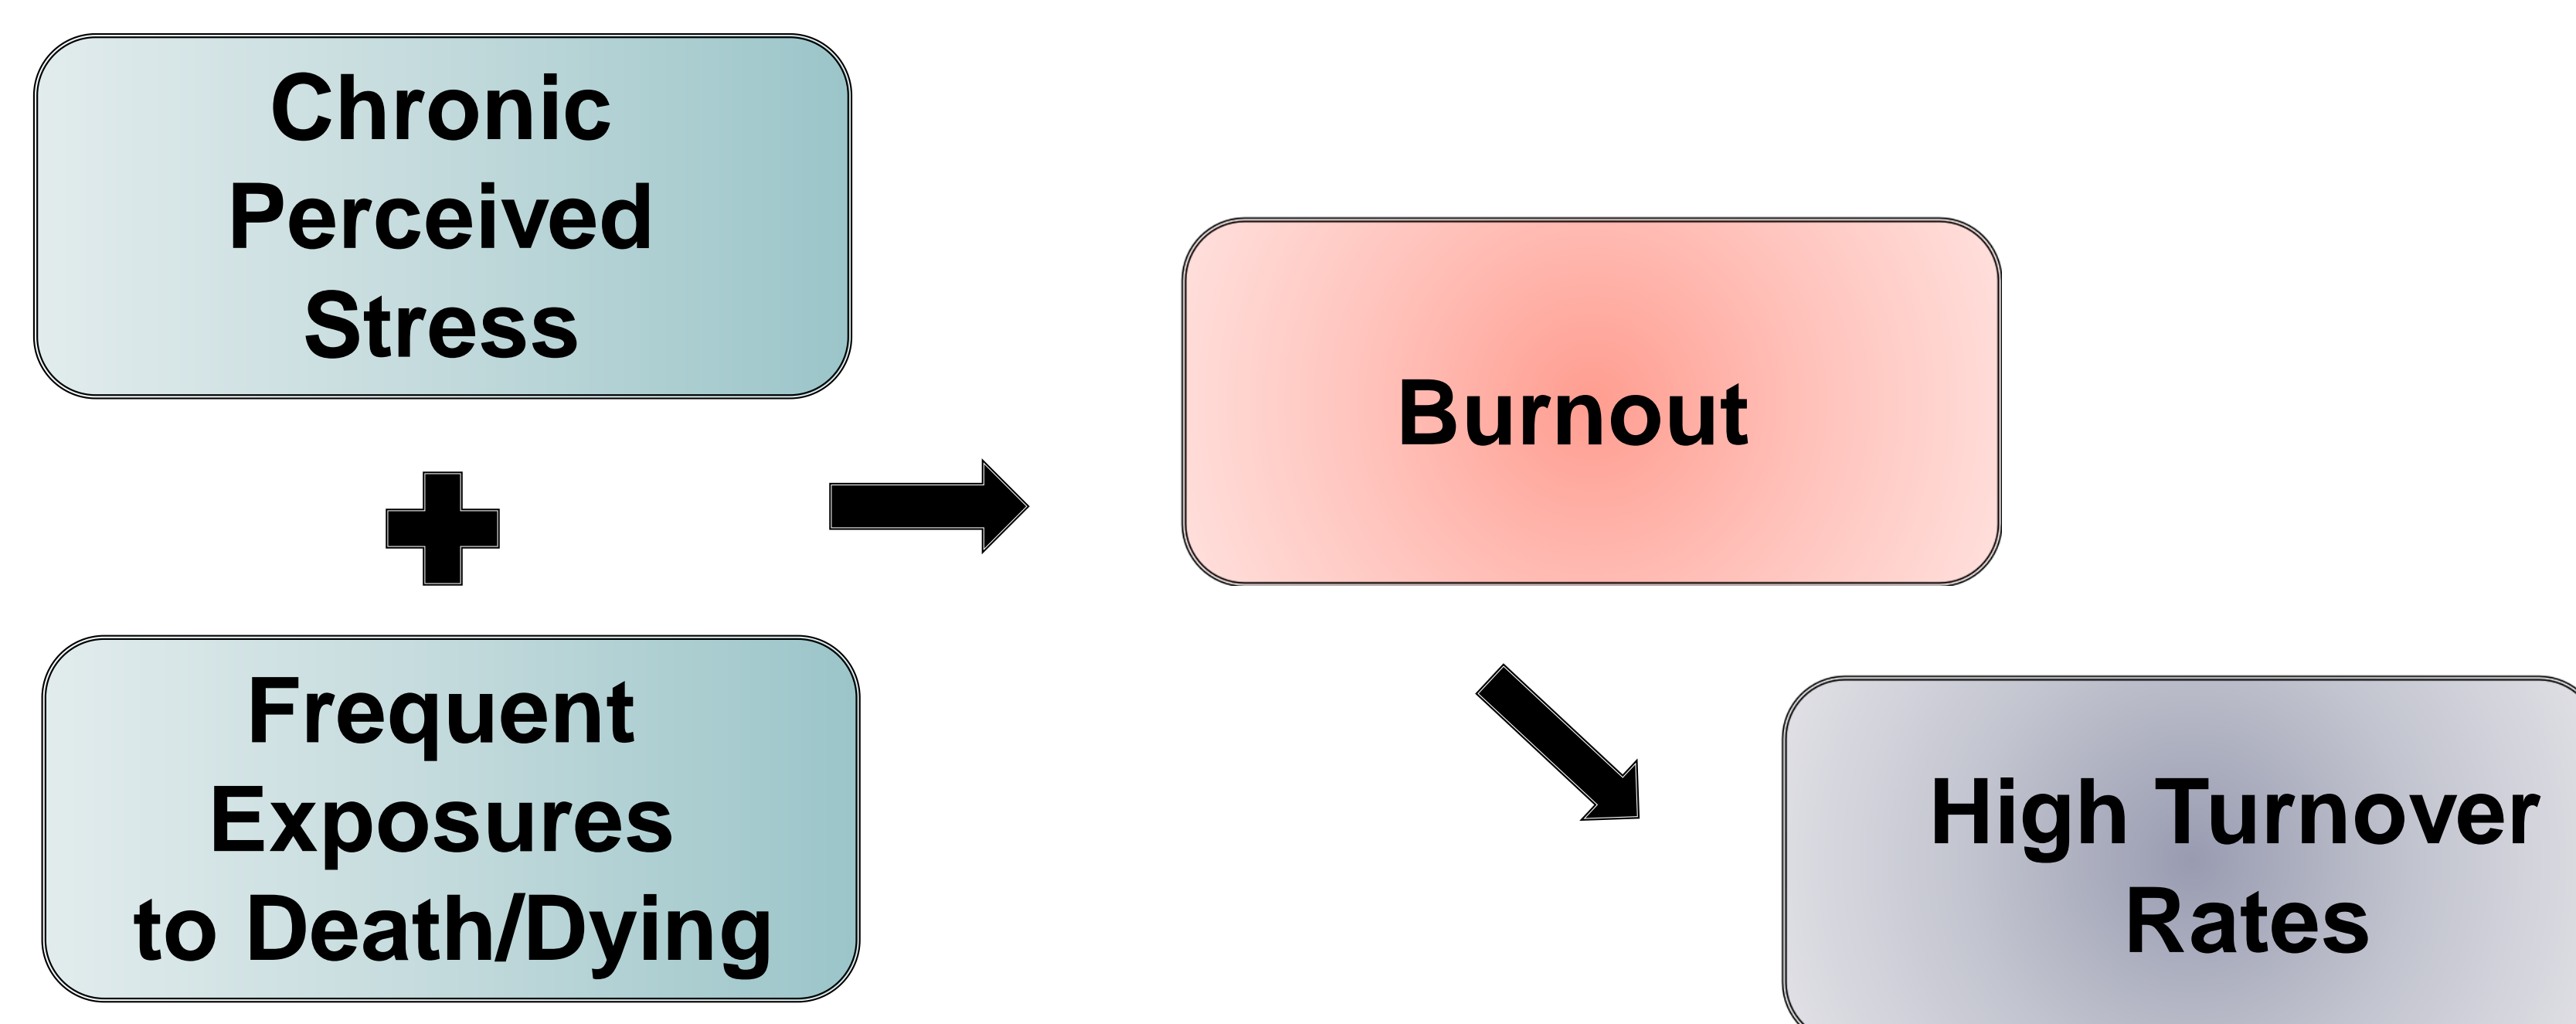 Chronic
Perceived
Stress
Frequent
Exposures
to Death/Dying
Burnout
High Turnover
Rates